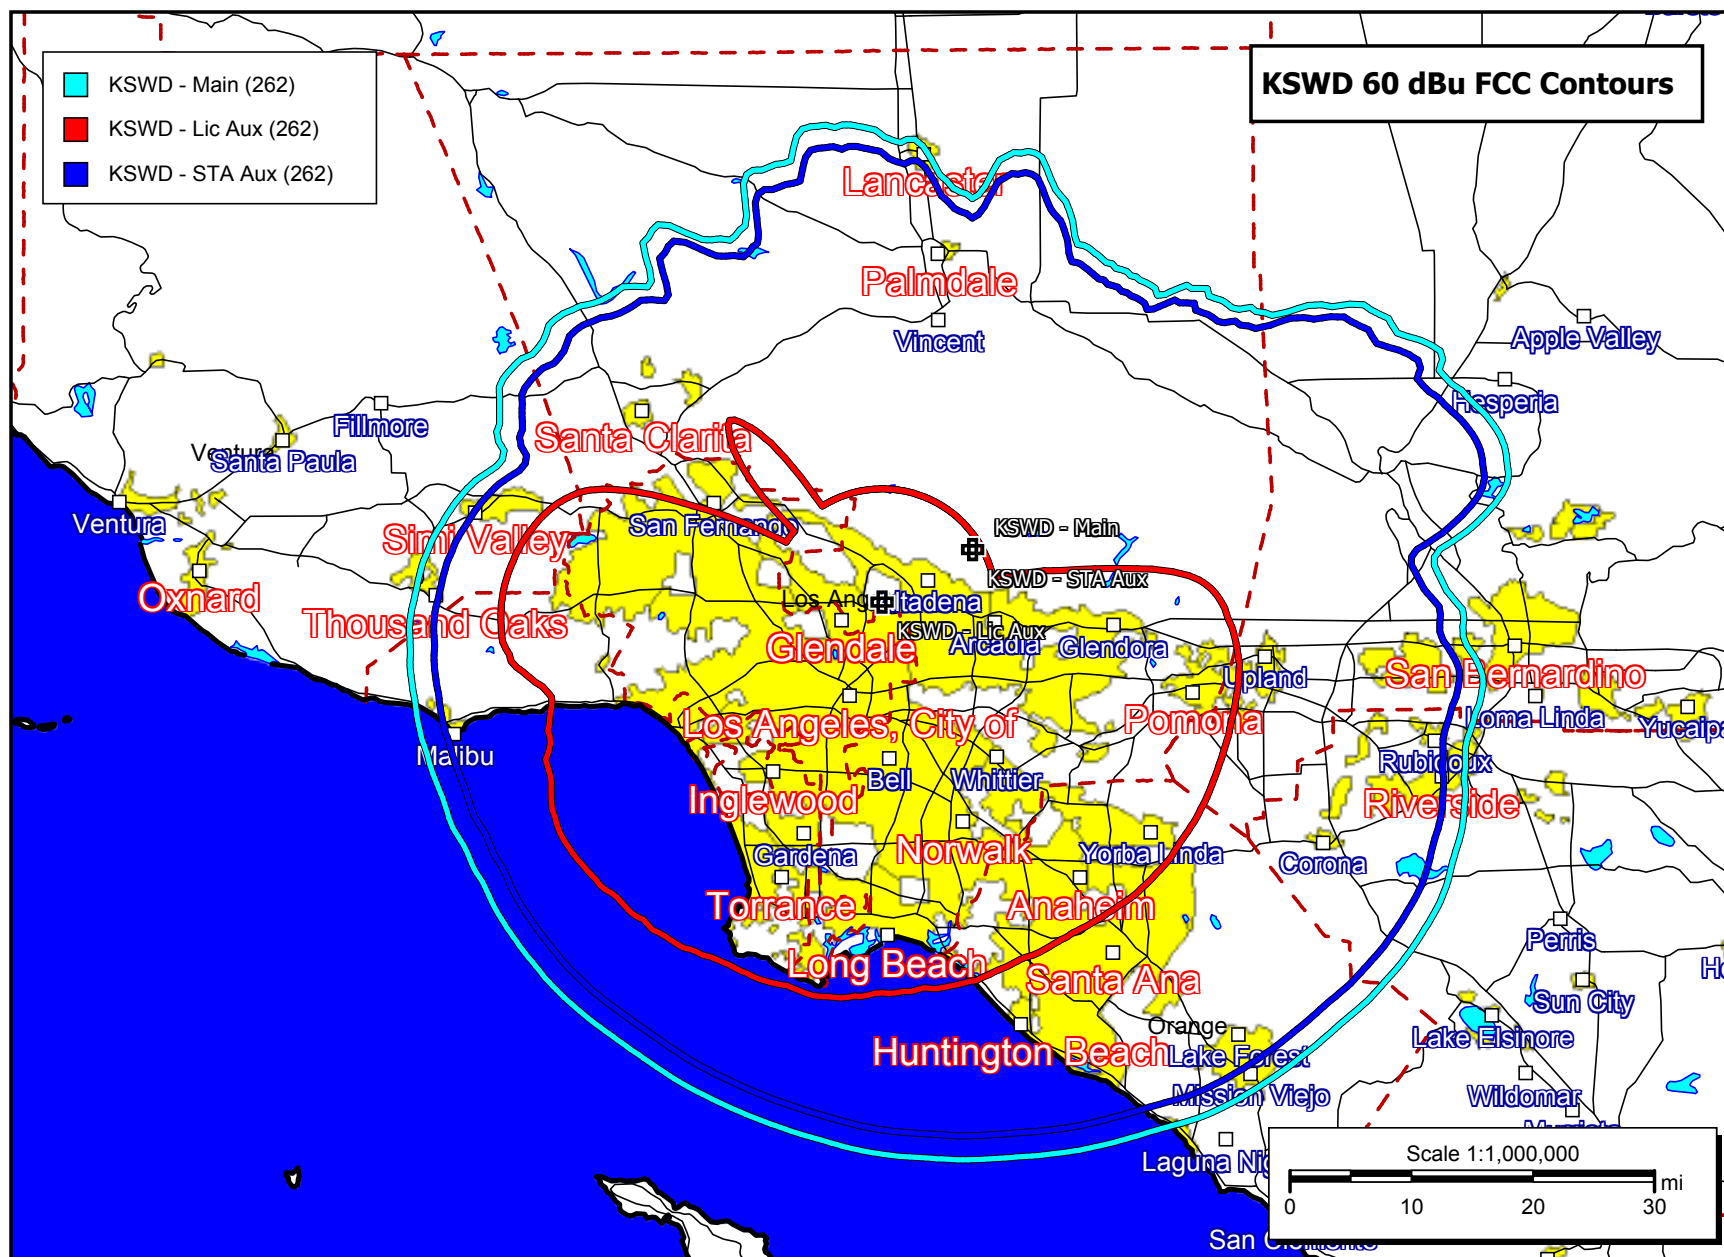 KSWD - Main (262)
KSWD - Lic Aux (262)
KSWD - STA Aux (262)
KSWD 60 dBu FCC Contours
Lancaster
Palmdale
Vincent
Apple Valley
Hesperia
Fillmore
Ventura
Santa Paula
Santa Clarita
Ventura
Simi Valley
San Fernando
KSWD - Main
KSWD - STA Aux
Oxnard
Thousand Oaks
Los Ang
ltadena
KSWD - Lic Aux
Glendale
Arcadia
Glendora
Upland
San Bernardino
Loma Linda
Yucaipa
Los Angeles, City of
Pomona
Malibu
Bell
Whittier
Rubidoux
Inglewood
Riverside
Gardena
Norwalk
Yorba Linda
Corona
Torrance
Anaheim
Long Beach
Santa Ana
Perris
Sun City
Orange
Lake Elsinore
Huntington Beach
Lake Forest
Mission Viejo
Wildomar
Laguna Nig
Scale 1:1,000,000
mi
0 10 20 30